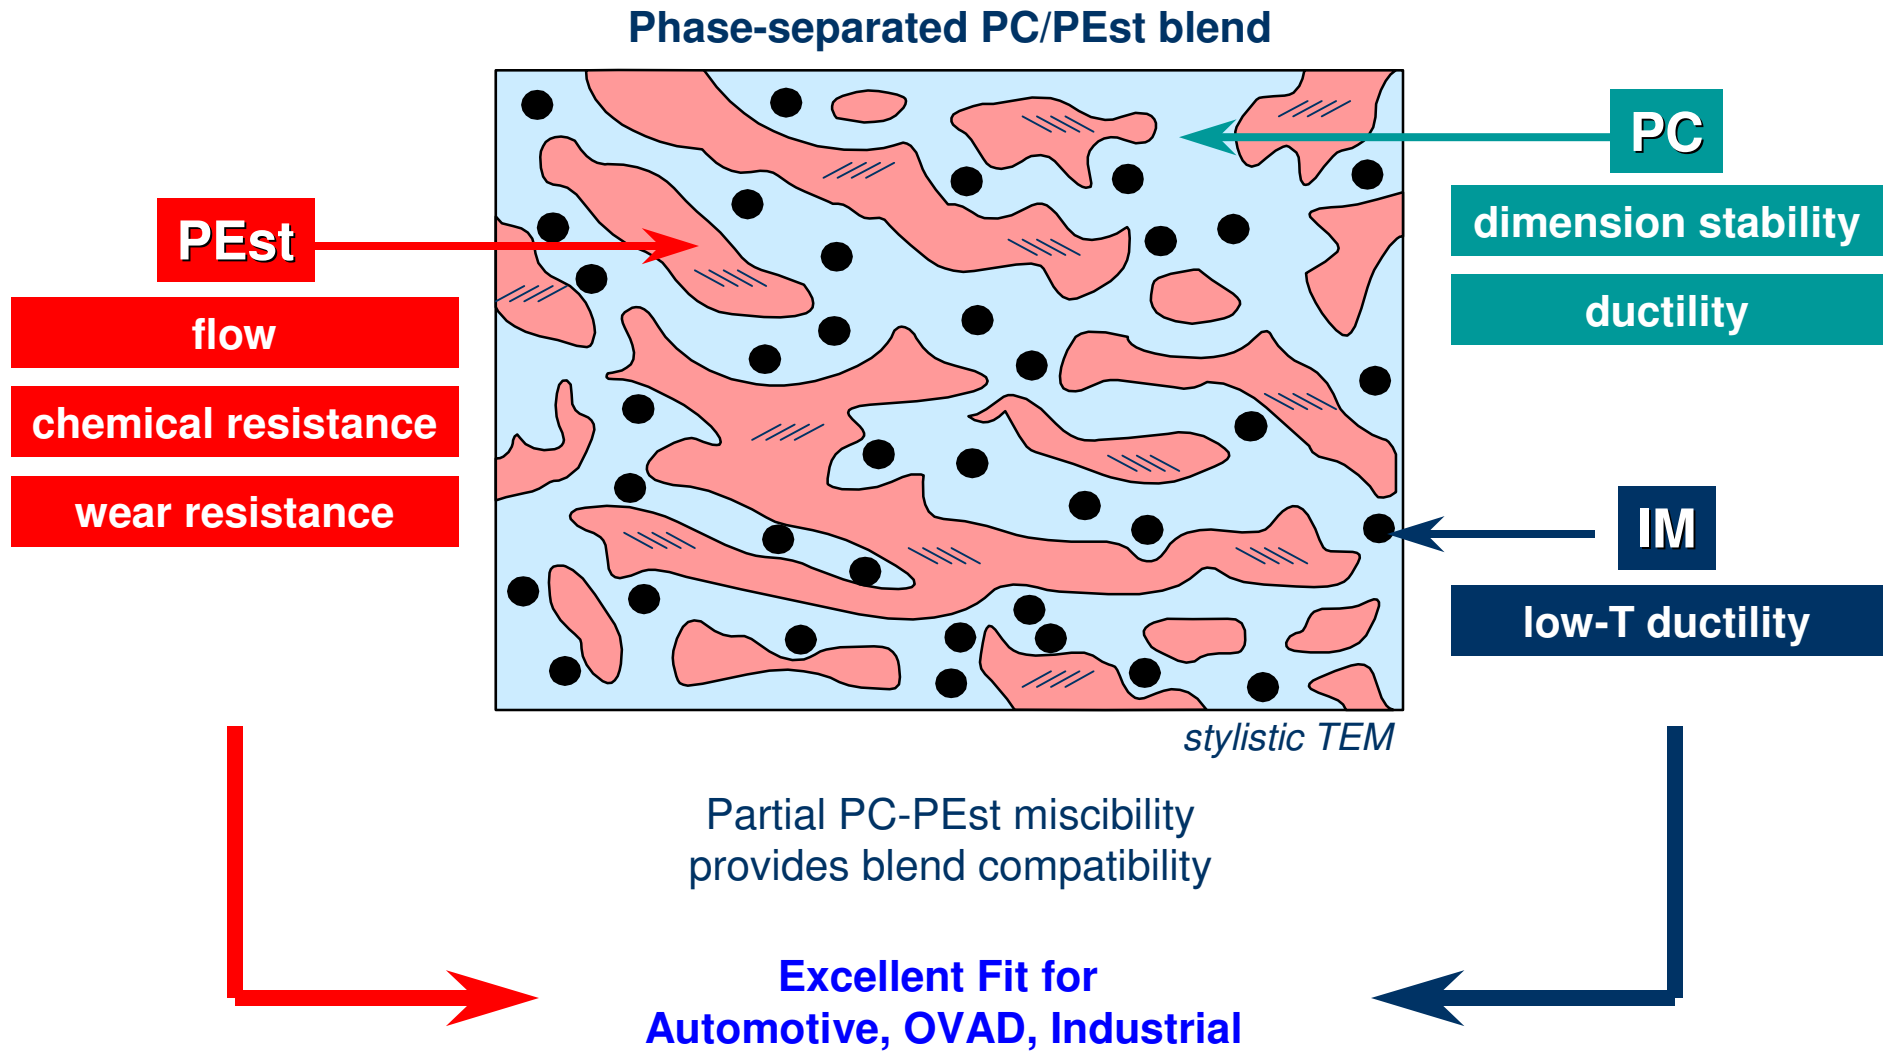 Phase-separated PC/PEst blend
PEst
flow
chemical resistance
wear resistance
PC
dimension stability
ductility
IM
low-T ductility
stylistic TEM
Partial PC-PEst miscibility
provides blend compatibility
Excellent Fit for
Automotive, OVAD, Industrial